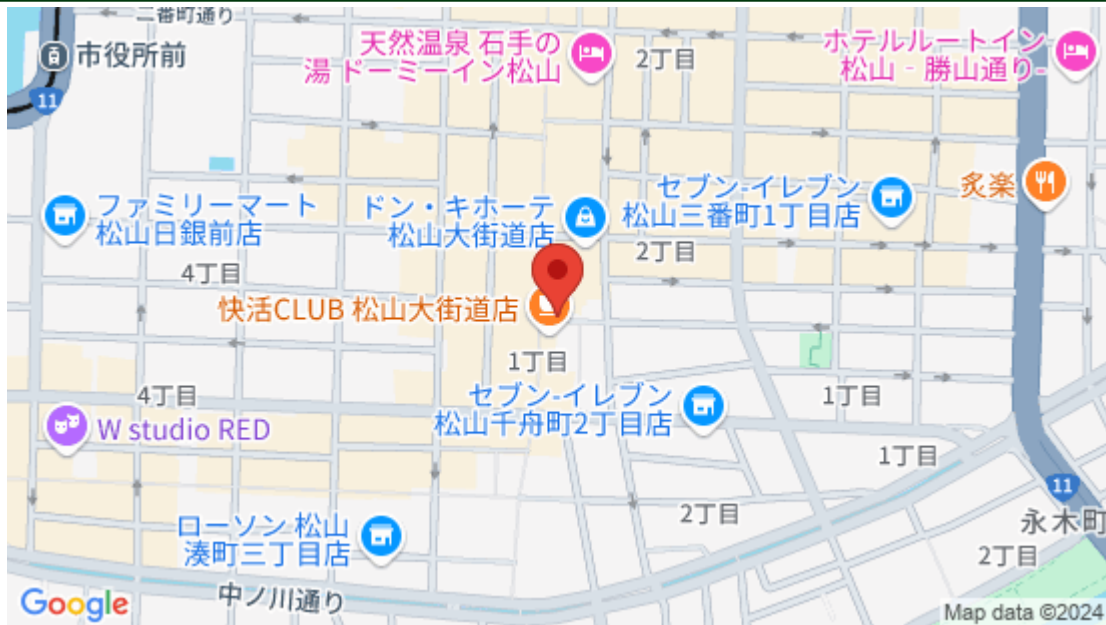 二番町通り
市役所前
天然温泉 石手の
湯 ドーミーイン松山
2丁目
ホテルルートイン
松山 - 勝山通り-
11
ファミリーマート
松山日銀前店
ドン・キホーテ
松山大街道店
セブン-イレブン
松山三番町1丁目店
炙楽
2丁目
4丁目
快活CLUB 松山大街道店
1丁目
4丁目
W studio RED
セブン-イレブン
松山千舟町2丁目店
1丁目
1丁目
11
2丁目
永木町
2丁目
ローソン 松山
湊町三丁目店
中ノ川通り
Google
Map data ©2024